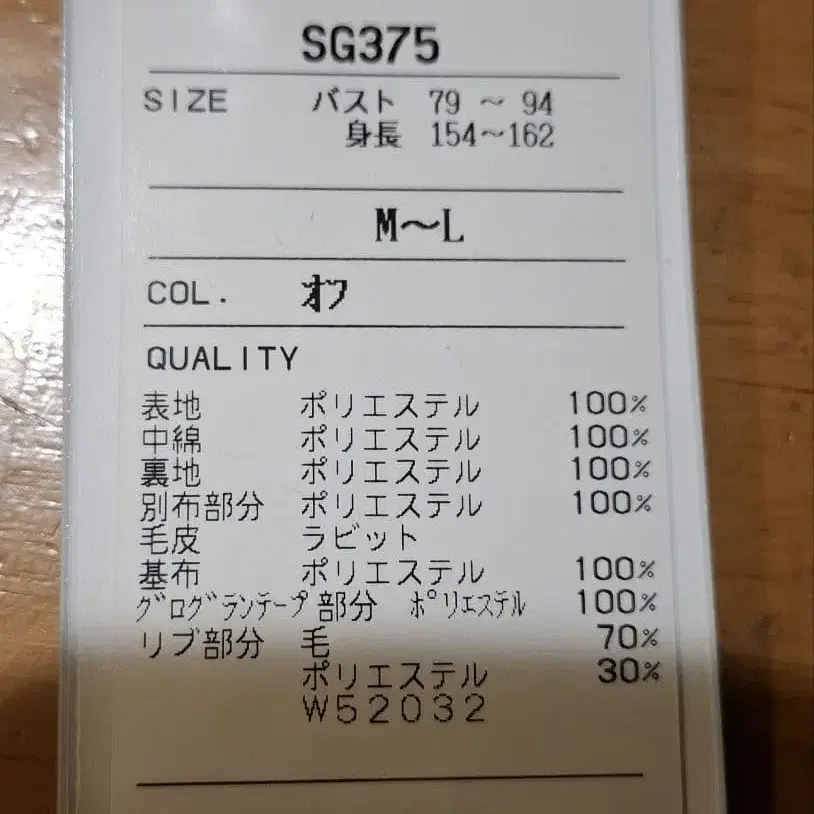 SG375
SIZE バスト 79 ～ 94
身長 154～162
M～L
COL. ｵﾌ
QUALITY
表地 ポリエステル 100%
中綿 ポリエステル 100%
裏地 ポリエステル 100%
別布部分 ポリエステル 100%
毛皮 ラビット
基布 ポリエステル 100%
ｸﾞﾛｸﾞﾗﾝﾃｰﾌﾟ部分 ﾎﾟﾘｴｽﾃﾙ 100%
リブ部分 毛 70%
ポリエステル 30%
W52032